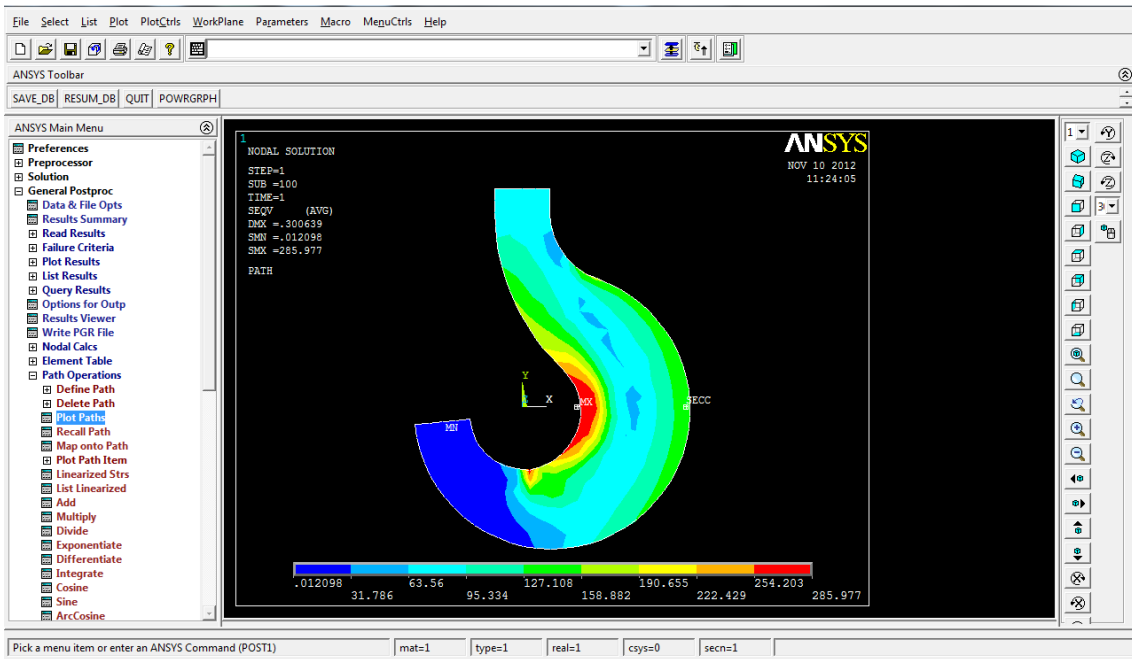 File Select List Plot PlotCtrls WorkPlane Parameters Macro MenuCtrls Help
ANSYS Toolbar
SAVE_DB RESUM_DB QUIT POWRGRPH
ANSYS Main Menu
Preferences
Preprocessor
Solution
General Postproc
Data & File Opts
Results Summary
Read Results
Failure Criteria
Plot Results
List Results
Query Results
Options for Outp
Results Viewer
Write PGR File
Nodal Calcs
Element Table
Path Operations
Define Path
Delete Path
Plot Paths
Recall Path
Map onto Path
Plot Path Item
Linearized Strs
List Linearized
Add
Multiply
Divide
Exponentiate
Differentiate
Integrate
Cosine
Sine
ArcCosine
1
NODAL SOLUTION
STEP=1
SUB =100
TIME=1
SEQV (AVG)
DMX =.300639
SMN =.012098
SMX =285.977
PATH
ANSYS
NOV 10 2012
11:24:05
Y
X
MX
SECC
MN
.012098 63.56 127.108 190.655 254.203
31.786 95.334 158.882 222.429 285.977
1
Pick a menu item or enter an ANSYS Command (POST1) mat=1 type=1 real=1 csys=0 secn=1